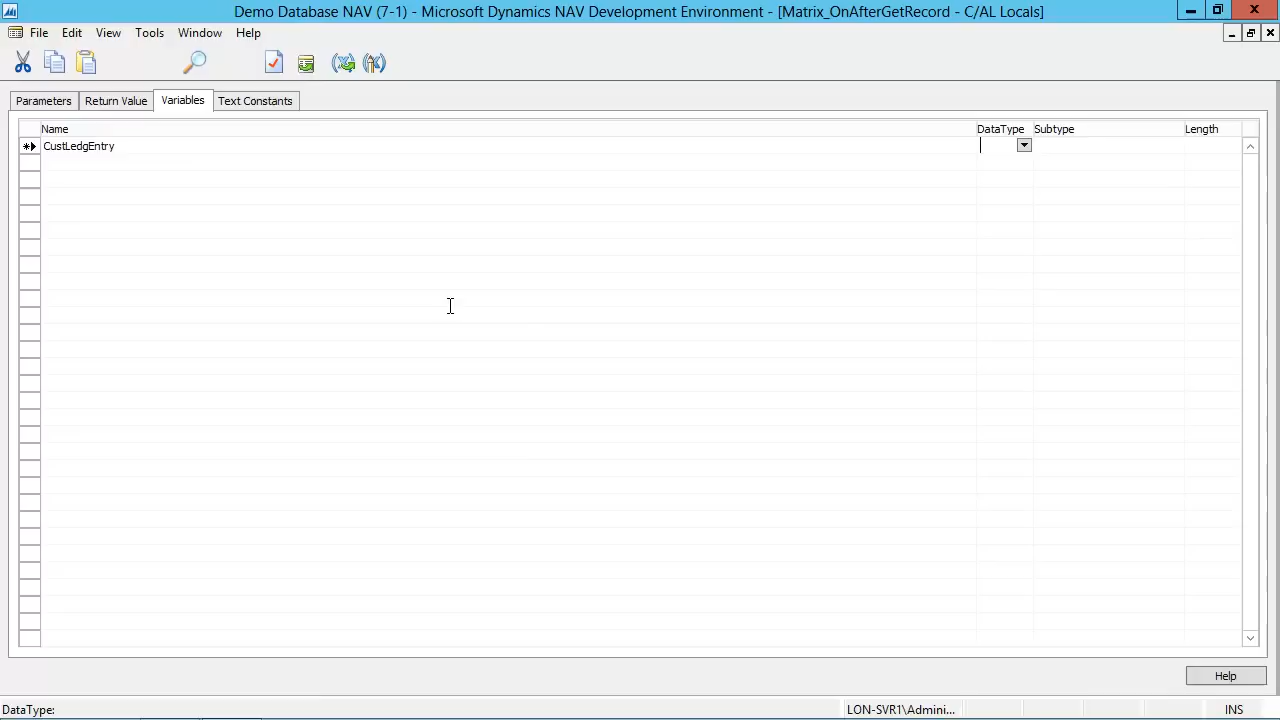 Demo Database NAV (7-1) - Microsoft Dynamics NAV Development Environment - [Matrix_OnAfterGetRecord - C/AL Locals]
File Edit View Tools Window Help
Parameters Return Value Variables Text Constants
Name DataType Subtype Length
CustLedgEntry
Help
DataType: LON-SVR1\Admini... INS